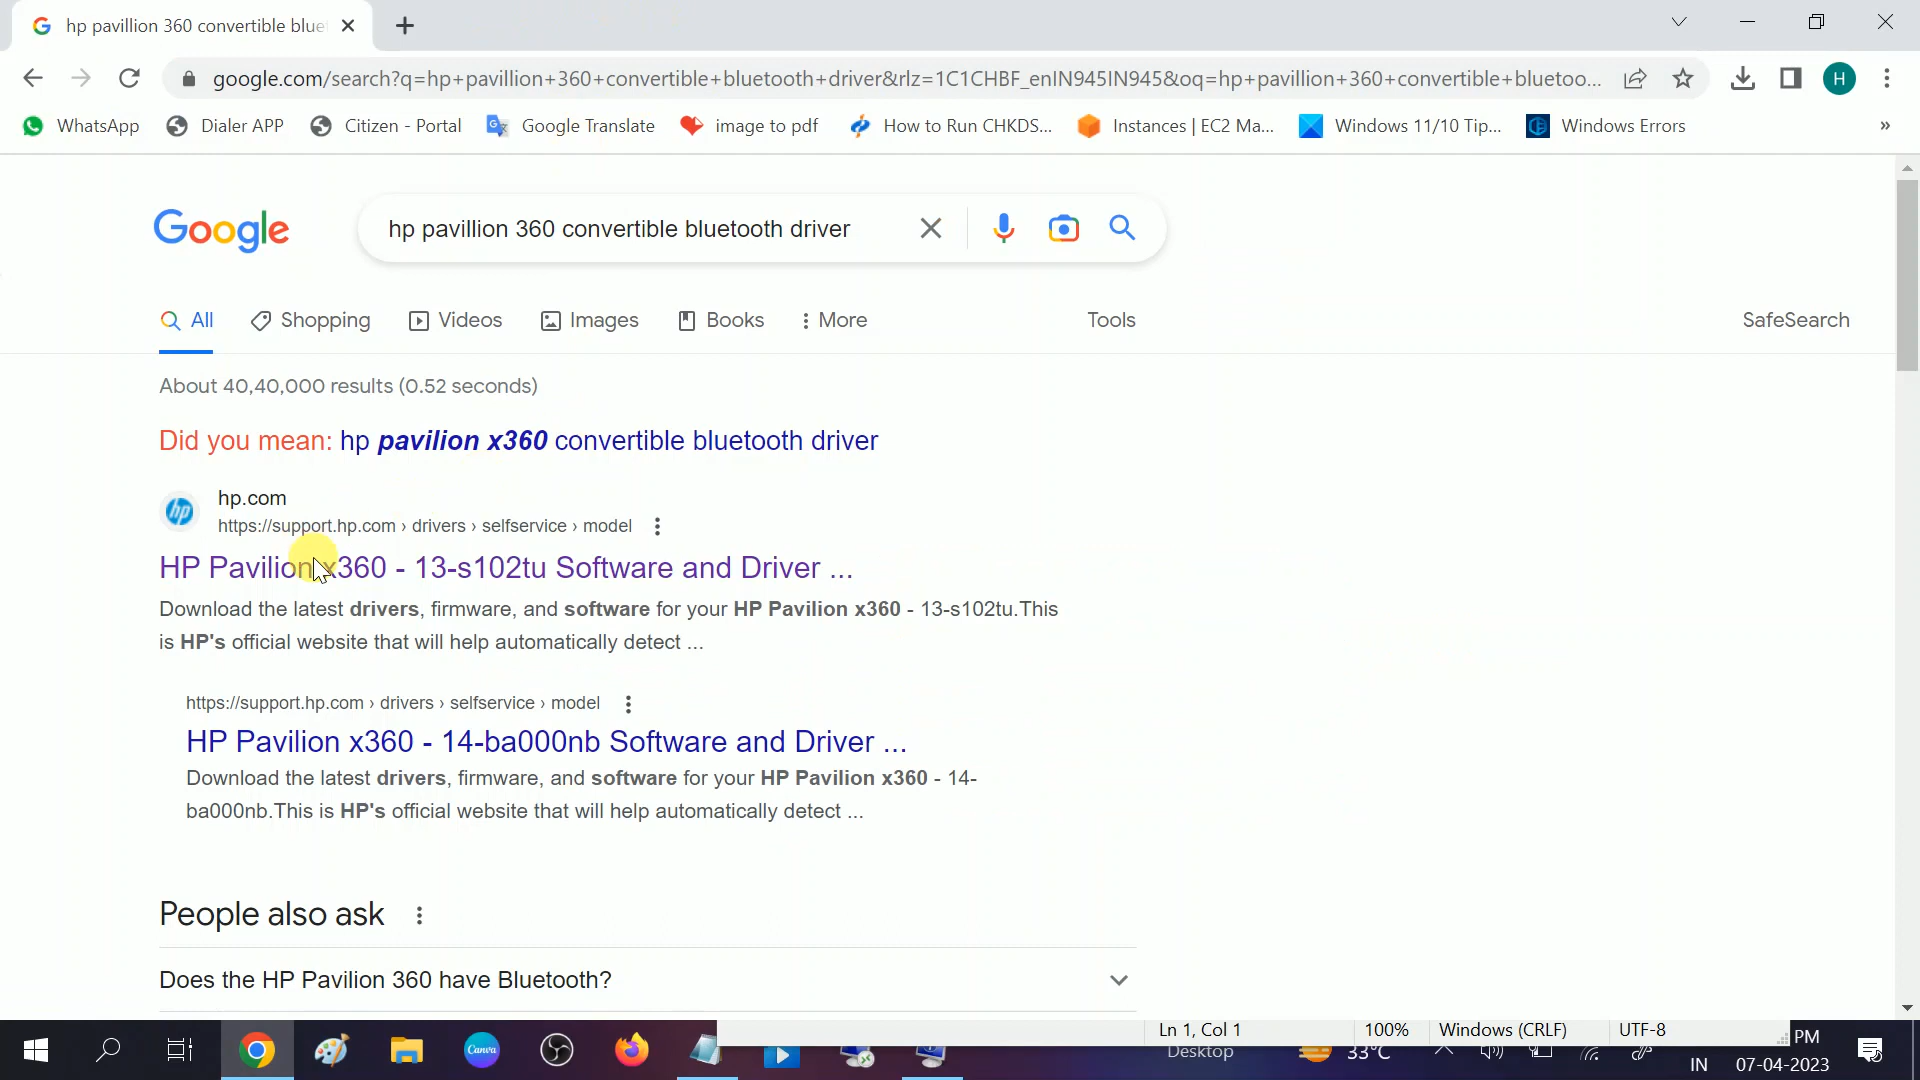 hp pavillion 360 convertible blue
google.com/search?q=hp+pavillion+360+convertible+bluetooth+driver&rlz=1C1CHBF_enIN945IN945&oq=hp+pavillion+360+convertible+bluetoo...
H
WhatsApp
Dialer APP
Citizen - Portal
Google Translate
image to pdf
How to Run CHKDS...
Instances | EC2 Ma...
Windows 11/10 Tip...
Windows Errors
»
Google
hp pavillion 360 convertible bluetooth driver
All
Shopping
Videos
Images
Books
More
Tools
SafeSearch
About 40,40,000 results (0.52 seconds)
Did you mean: hp pavilion x360 convertible bluetooth driver
hp
hp.com
https://support.hp.com › drivers › selfservice › model
HP Pavilion x360 - 13-s102tu Software and Driver ...
Download the latest drivers, firmware, and software for your HP Pavilion x360 - 13-s102tu.This
is HP's official website that will help automatically detect ...
https://support.hp.com › drivers › selfservice › model
HP Pavilion x360 - 14-ba000nb Software and Driver ...
Download the latest drivers, firmware, and software for your HP Pavilion x360 - 14-
ba000nb.This is HP's official website that will help automatically detect ...
People also ask
Does the HP Pavilion 360 have Bluetooth?
Canva
Ln 1, Col 1
100%
Windows (CRLF)
UTF-8
Desktop
33°C
PM
IN
07-04-2023